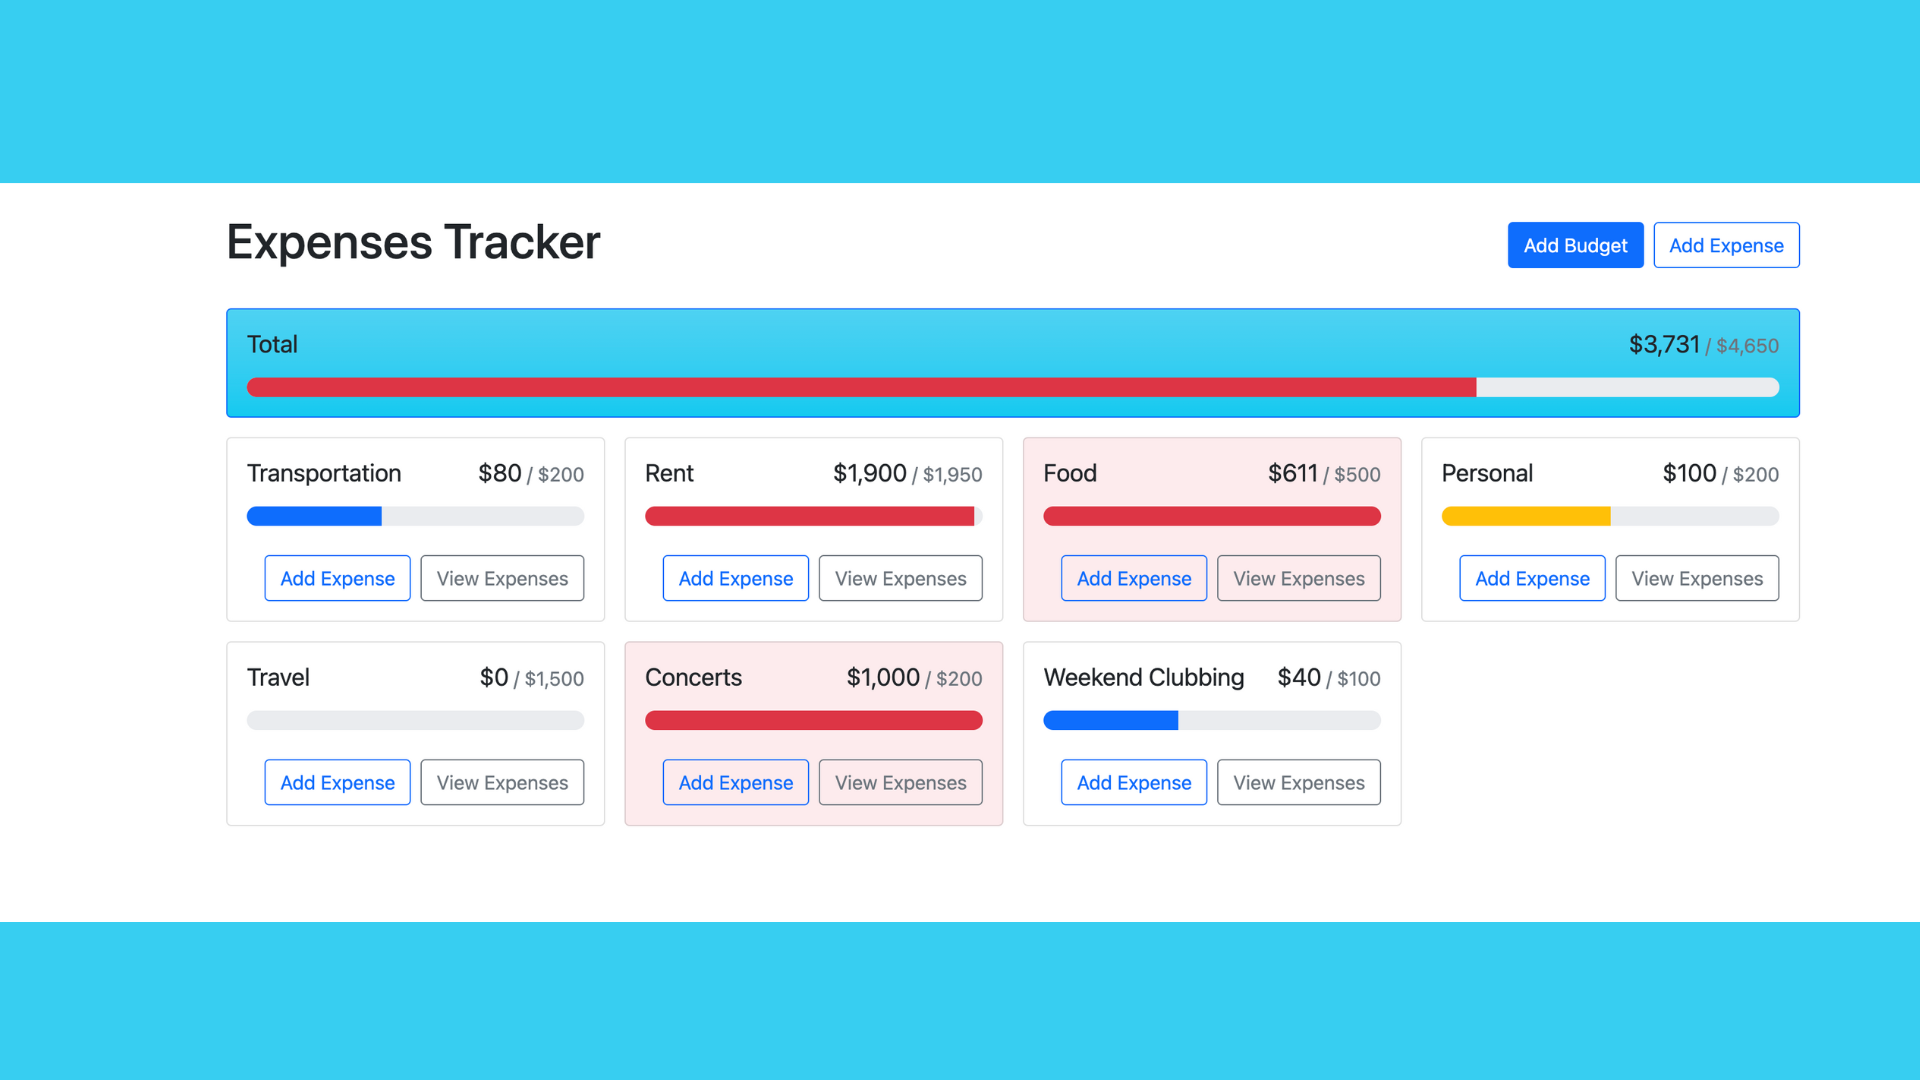 Expenses Tracker
Add Budget
Add Expense
Total $3,731 / $4,650
Transportation $80 / $200
Add Expense View Expenses
Rent $1,900 / $1,950
Add Expense View Expenses
Food $611 / $500
Add Expense View Expenses
Personal $100 / $200
Add Expense View Expenses
Travel $0 / $1,500
Add Expense View Expenses
Concerts $1,000 / $200
Add Expense View Expenses
Weekend Clubbing $40 / $100
Add Expense View Expenses